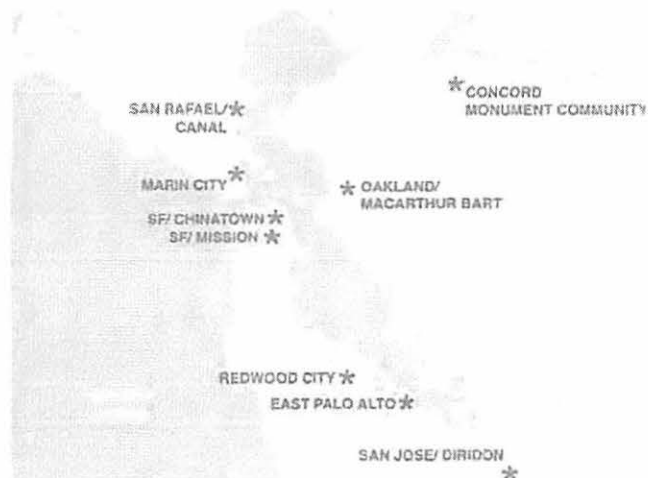 CONCORD
MONUMENT COMMUNITY
SAN RAFAEL/
CANAL
MARIN CITY
OAKLAND/
MACARTHUR BART
SF/ CHINATOWN
SF/ MISSION
REDWOOD CITY
EAST PALO ALTO
SAN JOSE/ DIRIDON